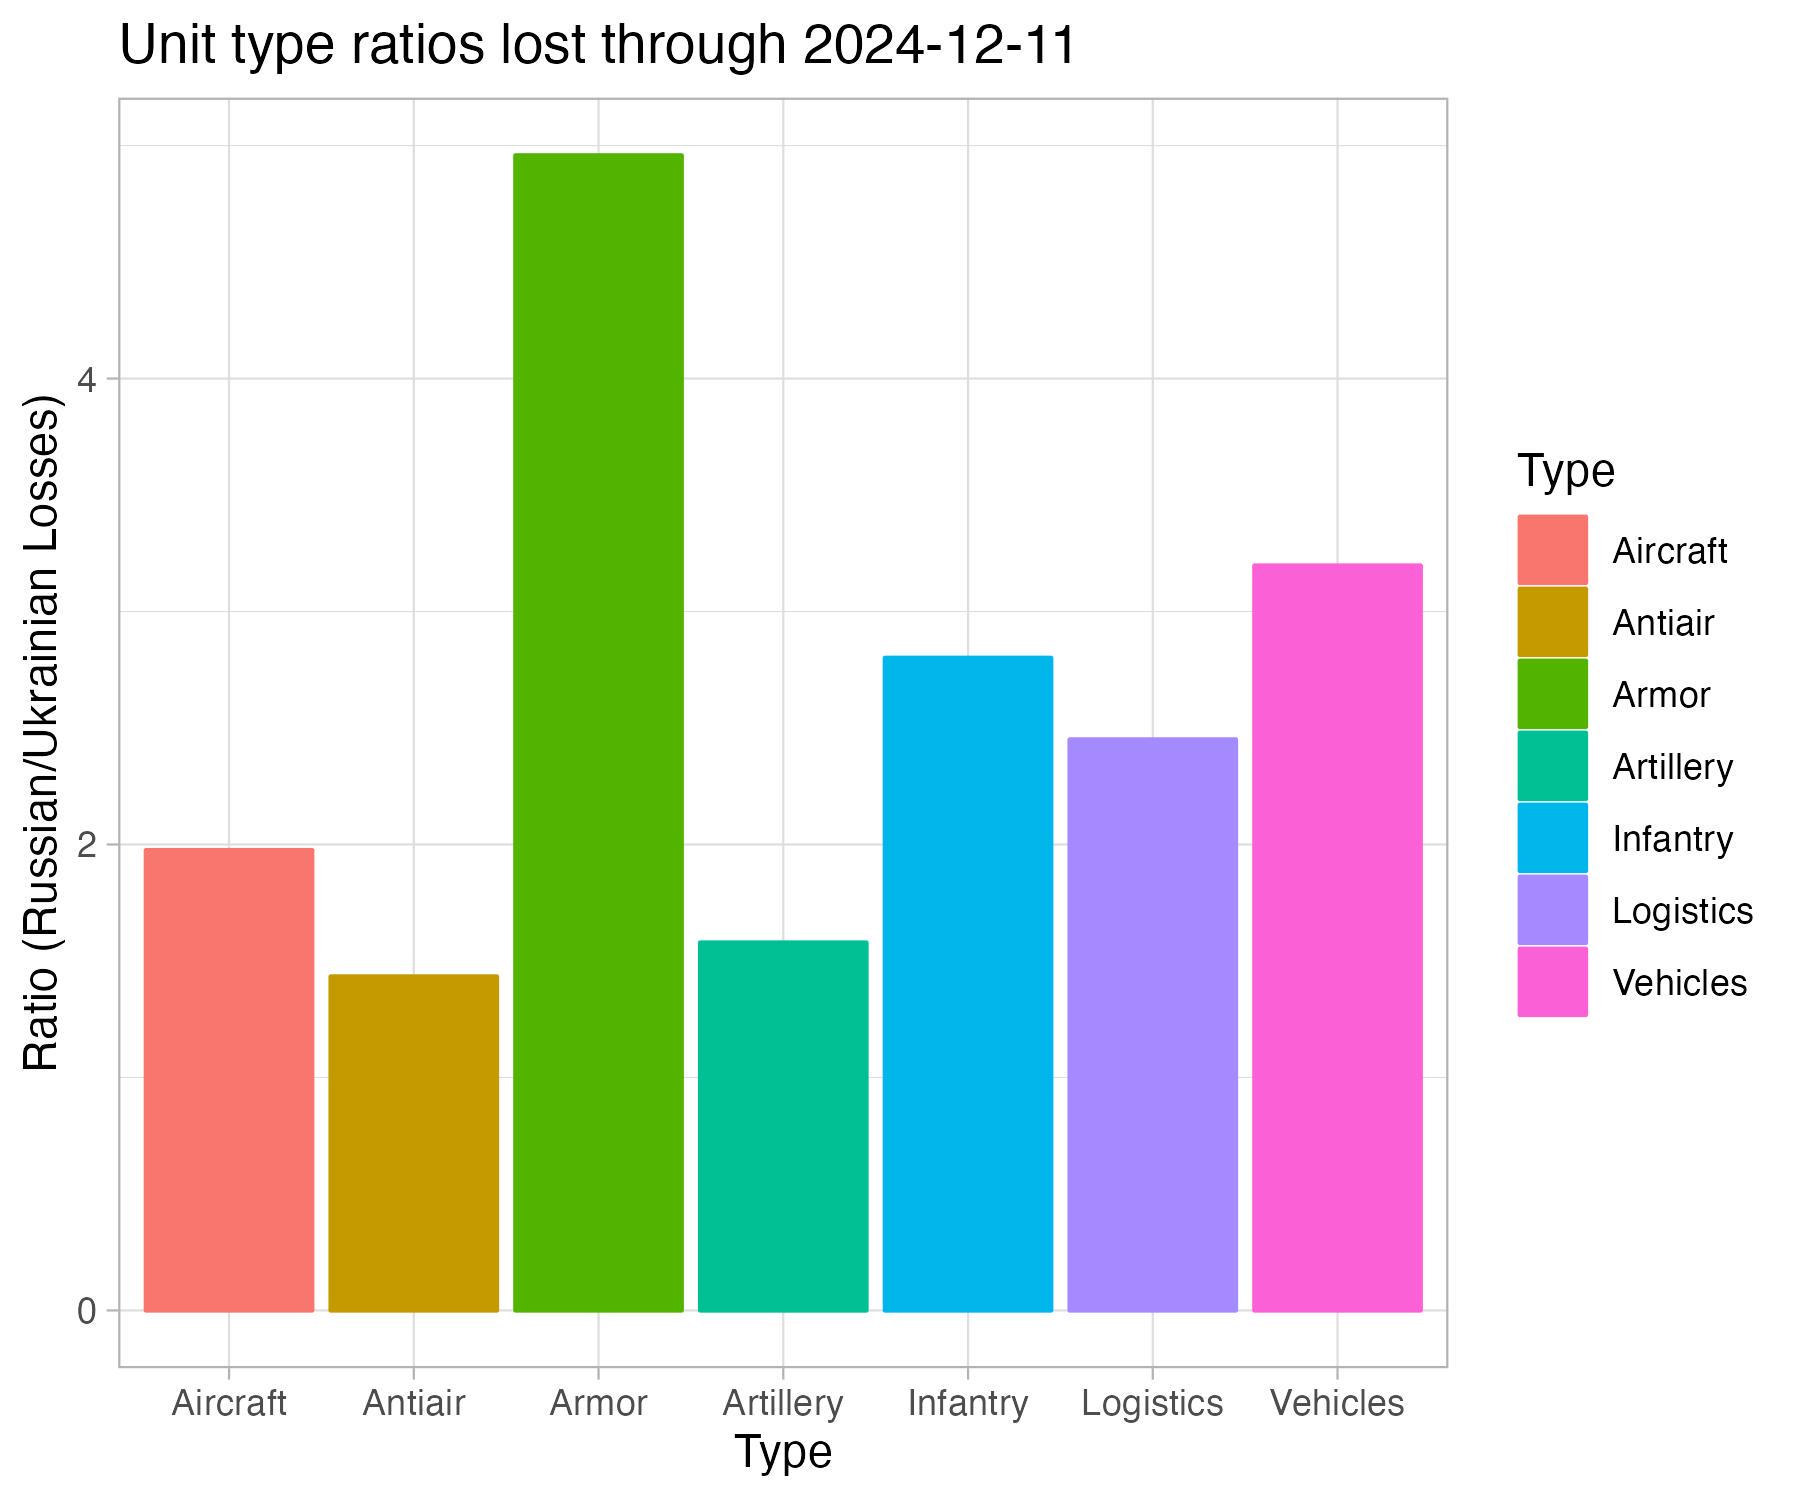 Unit type ratios lost through 2024-12-11
Ratio (Russian/Ukrainian Losses)
4
2
0
Aircraft
Antiair
Armor
Artillery
Infantry
Logistics
Vehicles
Type
Type
Aircraft
Antiair
Armor
Artillery
Infantry
Logistics
Vehicles